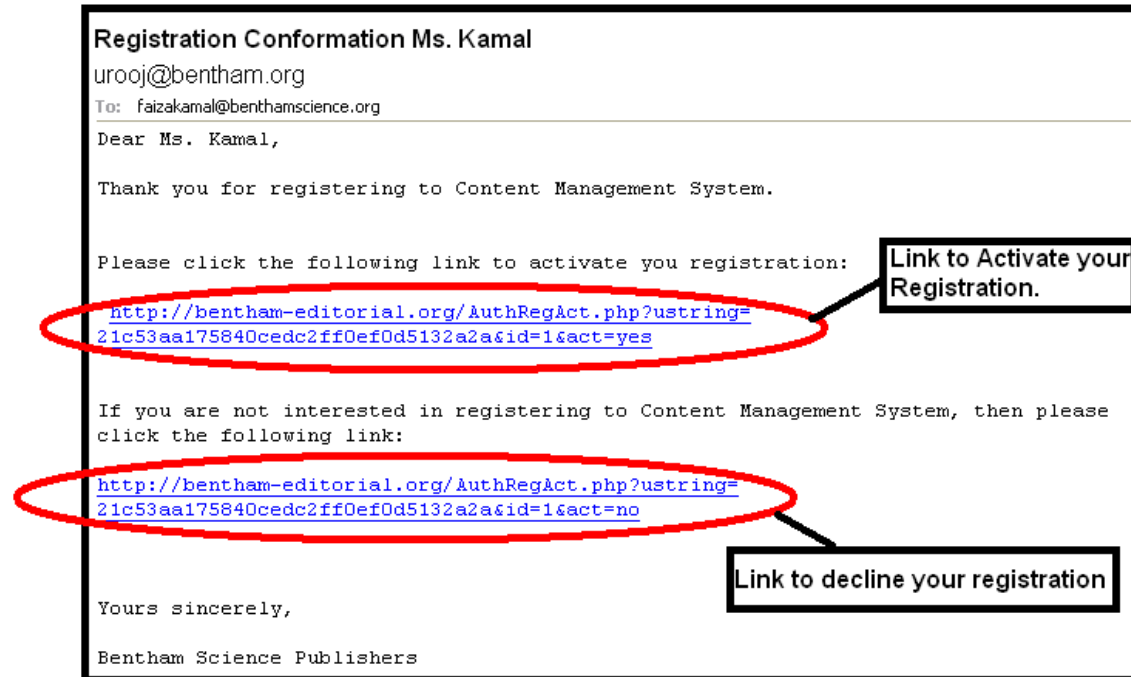 Registration Conformation Ms. Kamal
urooj@bentham.org
To: faizakamal@benthamscience.org
Dear Ms. Kamal,
Thank you for registering to Content Management System.
Please click the following link to activate you registration:
Link to Activate your
Registration.
http://bentham-editorial.org/AuthRegAct.php?ustring=
21c53aa175840cedc2ff0ef0d5132a2a&id=1&act=yes
If you are not interested in registering to Content Management System, then please
click the following link:
http://bentham-editorial.org/AuthRegAct.php?ustring=
21c53aa175840cedc2ff0ef0d5132a2a&id=1&act=no
Link to decline your registration
Yours sincerely,
Bentham Science Publishers